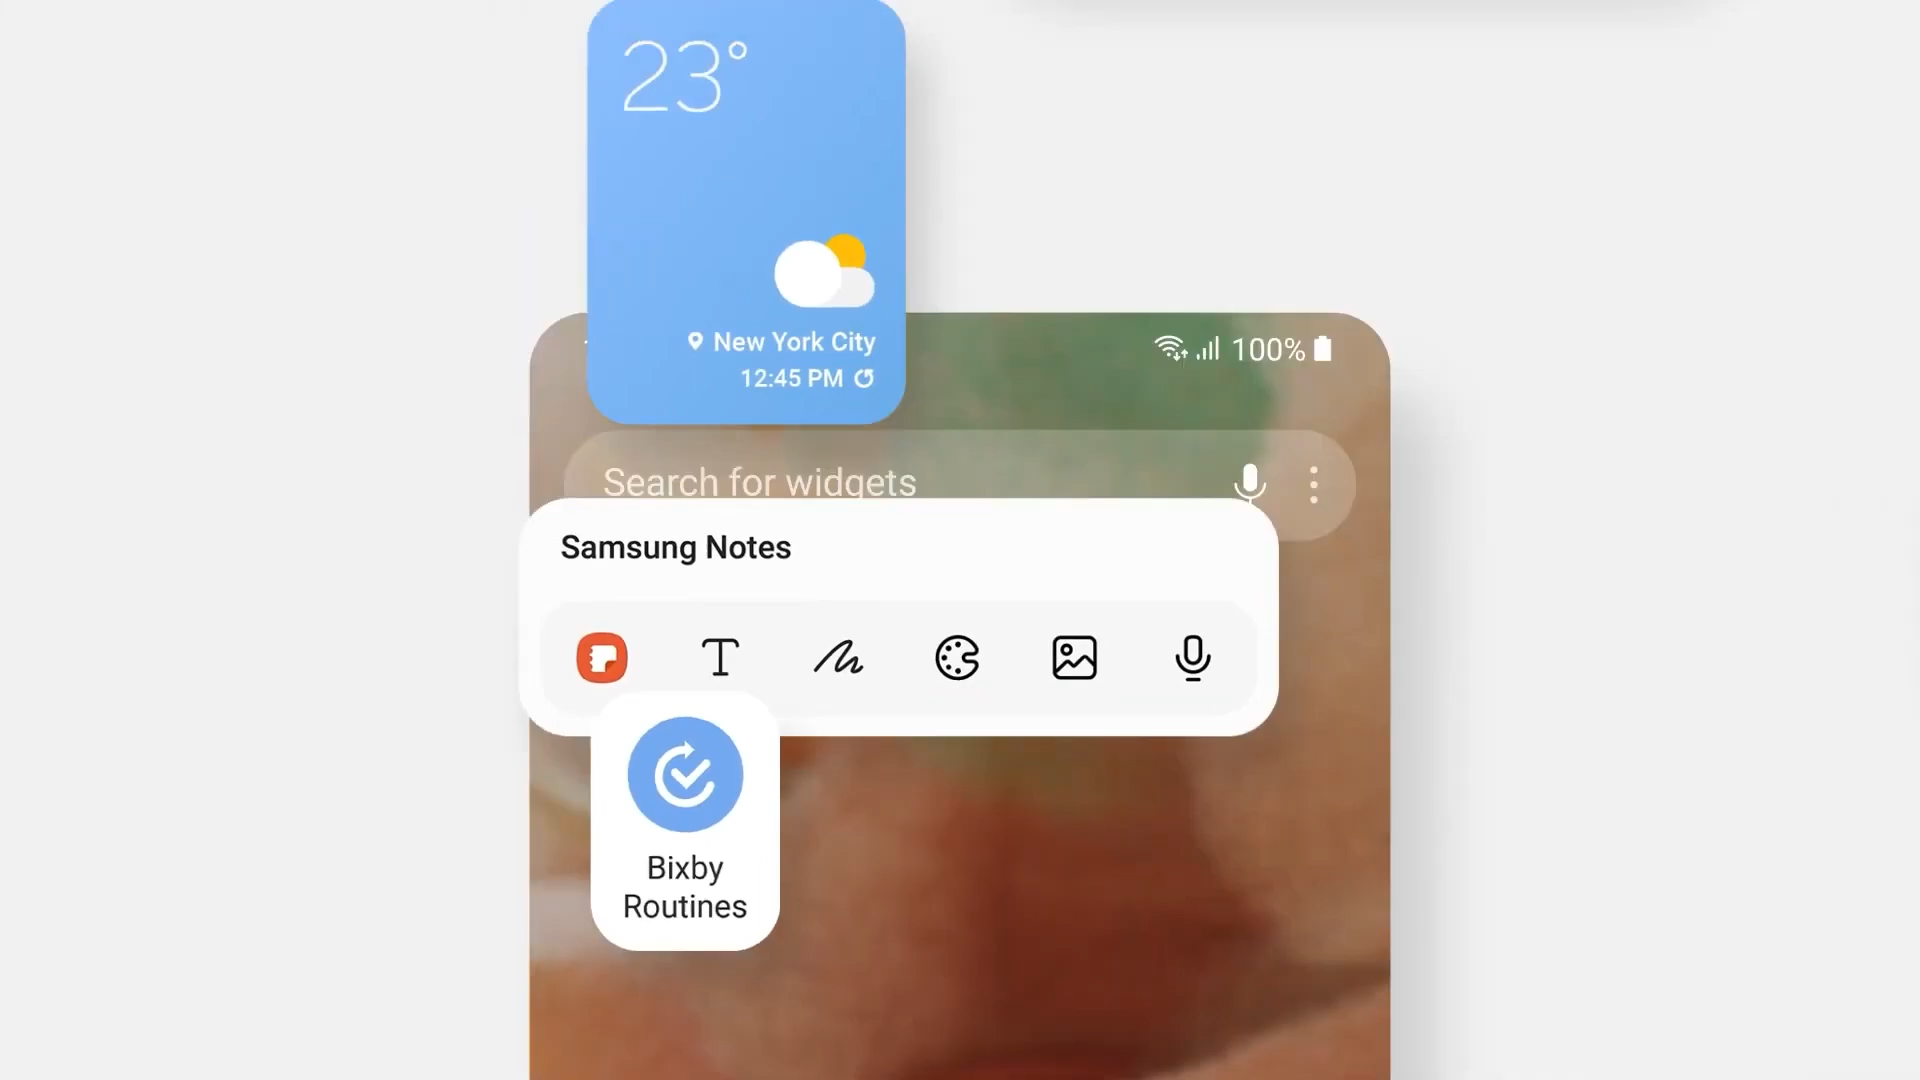 23°
New York City
12:45 PM
100%
Search for widgets
Samsung Notes
Bixby
Routines